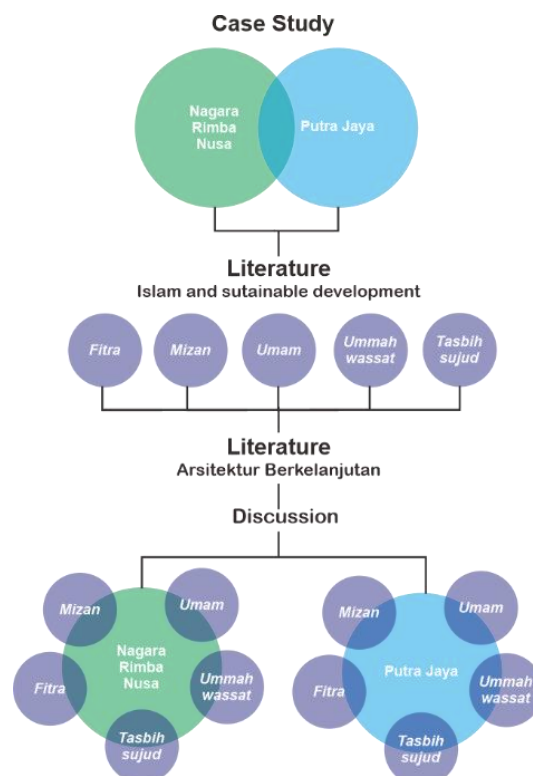 Case Study
Nagara
Rimba
Nusa
Putra Jaya
Literature
Islam and sutainable development
Fitra
Mizan
Umam
Ummah
wassat
Tasbih
sujud
Literature
Arsitektur Berkelanjutan
Discussion
Mizan
Umam
Nagara
Rimba
Nusa
Fitra
Ummah
wassat
Tasbih
sujud
Mizan
Umam
Putra Jaya
Fitra
Ummah
wassat
Tasbih
sujud